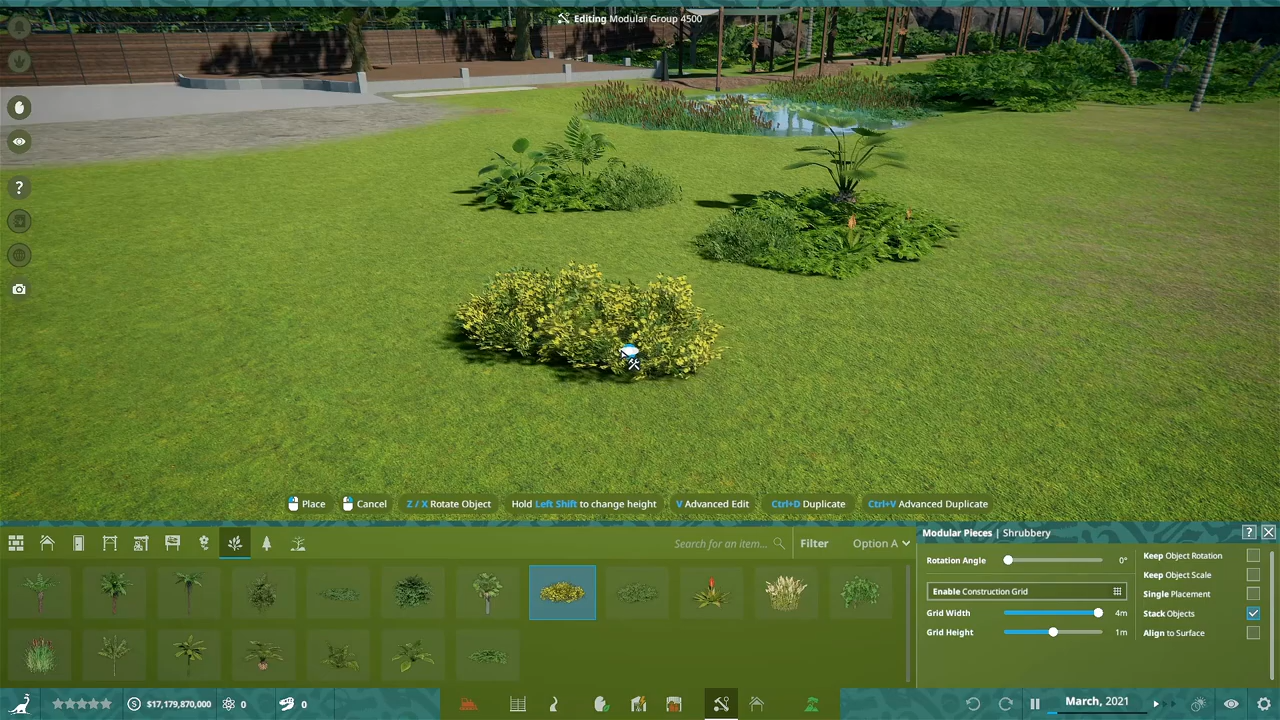 Editing Modular Group 4500
?
Place Cancel Z / X Rotate Object Hold Left Shift to change height V Advanced Edit Ctrl+D Duplicate Ctrl+V Advanced Duplicate
Search for an item... Filter Option A
Modular Pieces | Shrubbery ?
Rotation Angle 0°
Enable Construction Grid
Grid Width 4m
Grid Height 1m
Keep Object Rotation
Keep Object Scale
Single Placement
Stack Objects
Align to Surface
$17,179,870,000 0 0 March, 2021